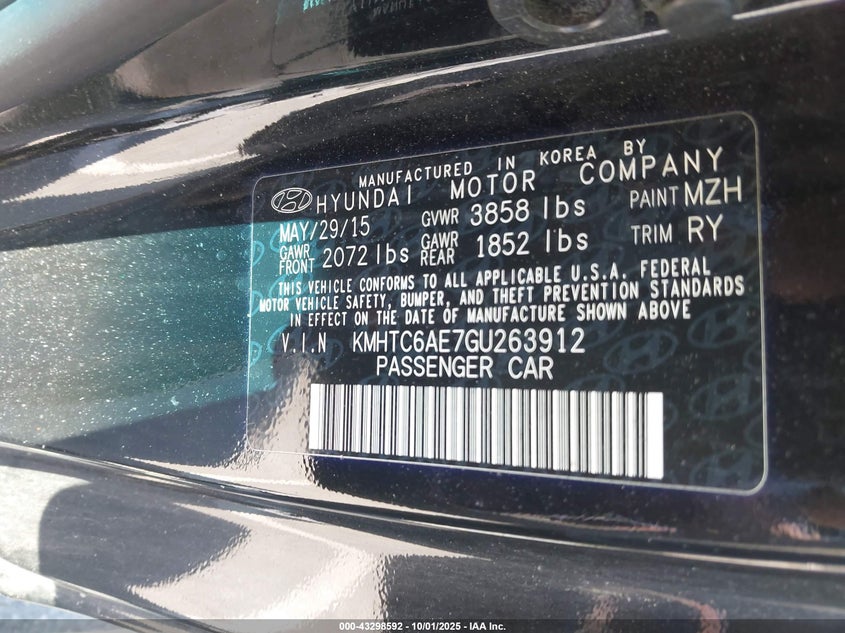 MANUFACTURED IN KOREA BY
HYUNDAI MOTOR COMPANY
MAY/29/15 GVWR 3858 lbs PAINT MZH
GAWR FRONT 2072 lbs GAWR REAR 1852 lbs TRIM RY
THIS VEHICLE CONFORMS TO ALL APPLICABLE U.S.A. FEDERAL
MOTOR VEHICLE SAFETY, BUMPER, AND THEFT PREVENTION STANDARDS
IN EFFECT ON THE DATE OF MANUFACTURE SHOWN ABOVE
V.I.N KMHTC6AE7GU263912
PASSENGER CAR
000-43298592 - 10/01/2025 - IAA Inc.